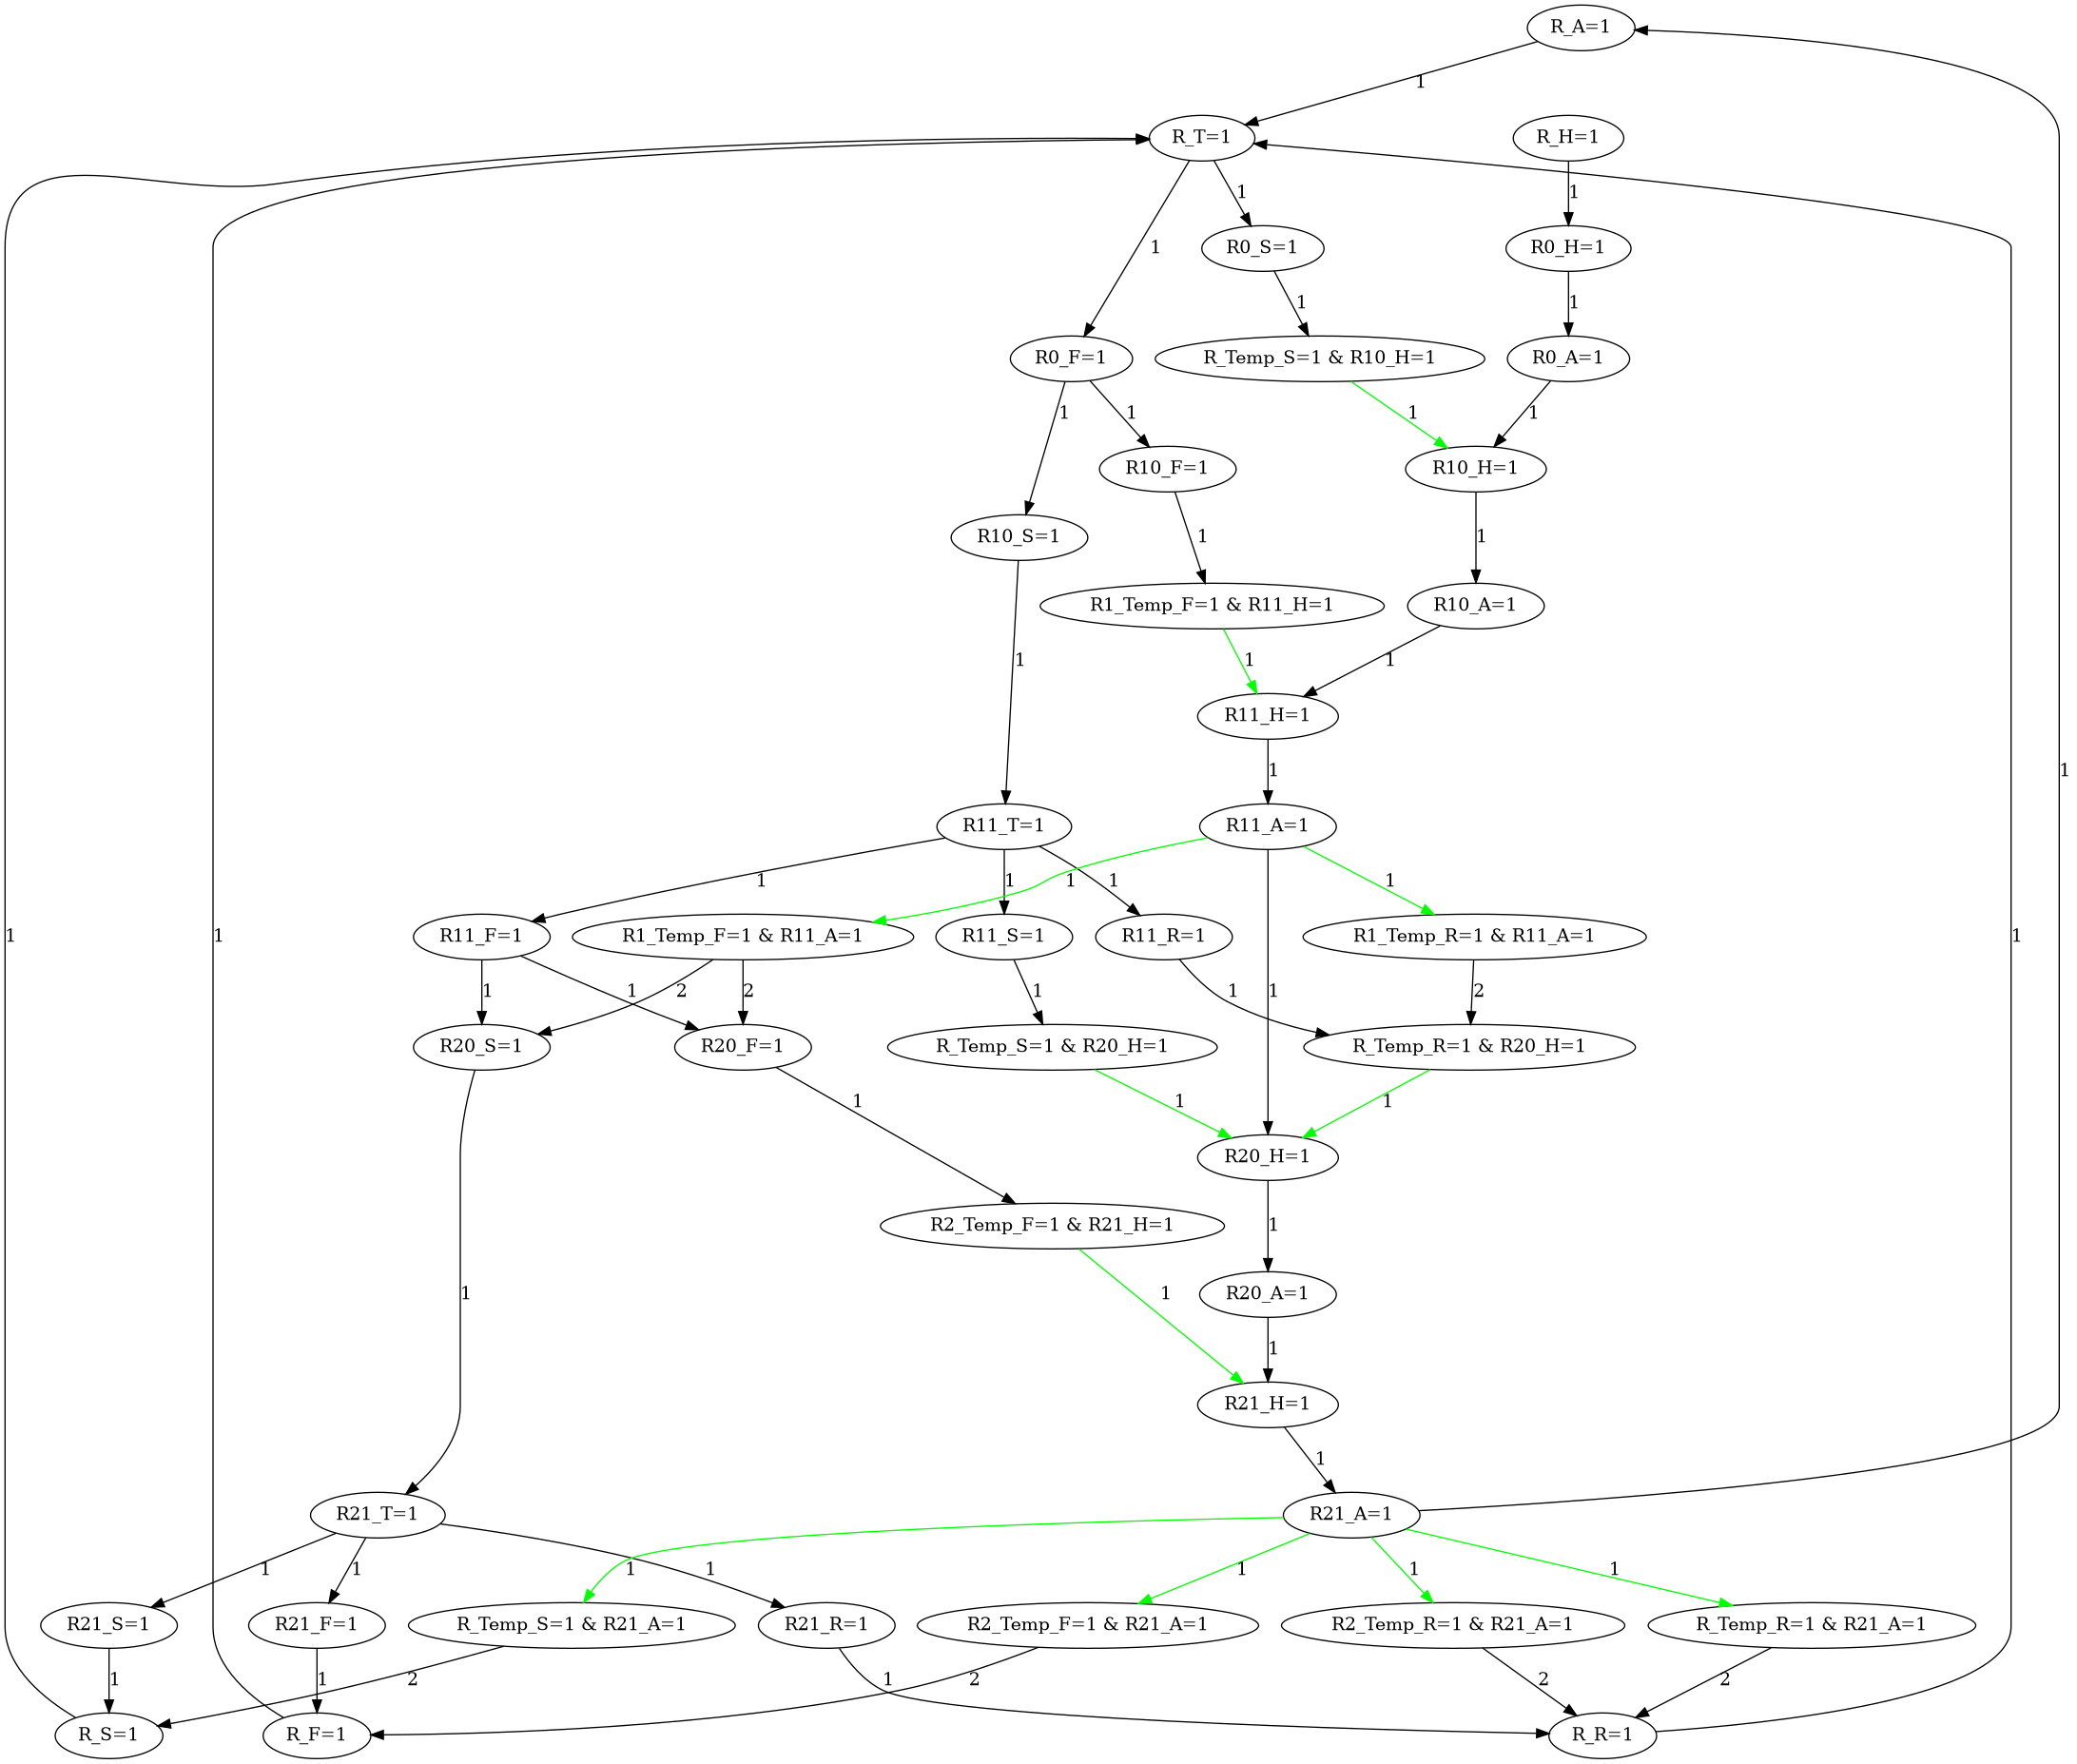 R_A=1
1
R_T=1
R_H=1
1
1
1
R0_S=1
R0_H=1
1
1
R0_F=1
R_Temp_S=1 & R10_H=1
R0_A=1
1
1
1
1
R10_F=1
R10_H=1
R10_S=1
1
1
R1_Temp_F=1 & R11_H=1
R10_A=1
1
1
1
R11_H=1
1
1
R11_T=1
R11_A=1
1
1
1
1
1
R11_F=1
R1_Temp_F=1 & R11_A=1
R11_S=1
R11_R=1
R1_Temp_R=1 & R11_A=1
1
1
1
1
2
2
1
1
1
2
R20_S=1
R20_F=1
R_Temp_S=1 & R20_H=1
R_Temp_R=1 & R20_H=1
1
1
1
R20_H=1
R2_Temp_F=1 & R21_H=1
1
1
1
R20_A=1
1
R21_H=1
1
R21_T=1
R21_A=1
1
1
1
1
1
1
1
R21_S=1
R21_F=1
R_Temp_S=1 & R21_A=1
R21_R=1
R2_Temp_F=1 & R21_A=1
R2_Temp_R=1 & R21_A=1
R_Temp_R=1 & R21_A=1
1
1
2
1
2
2
2
R_S=1
R_F=1
R_R=1